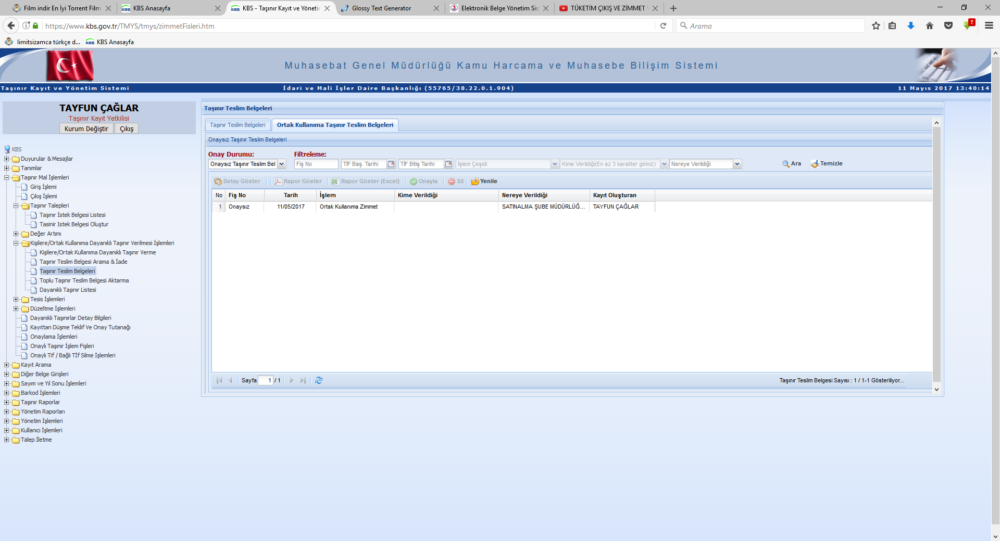 Film indir En İyi Torrent Film
KBS Anasayfa
KBS - Taşınır Kayıt ve Yönetim
Glossy Text Generator
Elektronik Belge Yönetim Sis
TÜKETİM ÇIKIŞ VE ZİMMET
https://www.kbs.gov.tr/TMYS/tmys/zimmetFisleri.htm
Arama
limitsizamca türkçe d...
KBS Anasayfa
Muhasebat Genel Müdürlüğü Kamu Harcama ve Muhasebe Bilişim Sistemi
Taşınır Kayıt ve Yönetim Sistemi
İdari ve Mali İşler Daire Başkanlığı (55765/38.22.0.1.904)
11 Mayıs 2017 13:40:14
TAYFUN ÇAĞLAR
Taşınır Kayıt Yetkilisi
Kurum Değiştir
Çıkış
KBS
Duyurular & Mesajlar
Tanımlar
Taşınır Mal İşlemleri
Giriş İşlemi
Çıkış İşlemi
Taşınır Talepleri
Taşınır İstek Belgesi Listesi
Tasinir Istek Belgesi Oluştur
Değer Artımı
Kişilere/Ortak Kullanıma Dayanıklı Taşınır Verilmesi İşlemleri
Kişilere/Ortak Kullanıma Dayanıklı Taşınır Verme
Taşınır Teslim Belgesi Arama & İade
Taşınır Teslim Belgeleri
Toplu Taşınır Teslim Belgesi Aktarma
Dayanıklı Taşınır Listesi
Tesis İşlemleri
Düzeltme İşlemleri
Dayanıklı Taşınırlar Detay Bilgileri
Kayıttan Düşme Teklif Ve Onay Tutanağı
Onaylama İşlemleri
Onaylı Taşınır İşlem Fişleri
Onaylı Tif / Bağlı Tİf Silme İşlemleri
Kayıt Arama
Diğer Belge Girişleri
Sayım ve Yıl Sonu İşlemleri
Barkod İşlemleri
Taşınır Raporlar
Yönetim Raporları
Yönetim İşlemleri
Kullanıcı İşlemleri
Talep İletme
Taşınır Teslim Belgeleri
Taşınır Teslim Belgeleri
Ortak Kullanıma Taşınır Teslim Belgeleri
Onaysız Taşınır Teslim Belgeleri
Onay Durumu:
Filtreleme:
Onaysız Taşınır Teslim Bel
Fiş No
TİF Baş. Tarihi
TİF Bitiş Tarihi
İşlem Çeşidi
Kime Verildiği(En az 3 karakter giriniz)
Nereye Verildiği
Ara
Temizle
Detay Göster
Rapor Göster
Rapor Göster (Excel)
Onayla
Sil
Yenile
No
Fiş No
Tarih
İşlem
Kime Verildiği
Nereye Verildiği
Kayıt Oluşturan
1
Onaysız
11/05/2017
Ortak Kullanıma Zimmet
SATINALMA ŞUBE MÜDÜRLÜĞ...
TAYFUN ÇAĞLAR
Sayfa 1 / 1
Taşınır Teslim Belgesi Sayısı : 1 / 1-1 Gösteriliyor...